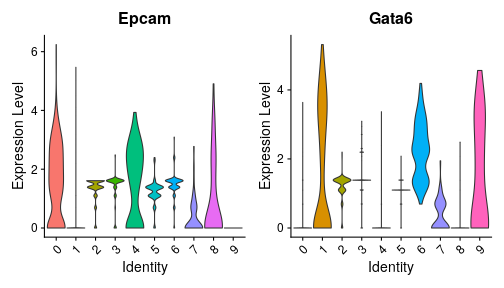 Epcam
Gata6
Expression Level
6
4
2
0
0 1 2 3 4 5 6 7 8 9
Identity
Expression Level
4
2
0
0 1 2 3 4 5 6 7 8 9
Identity